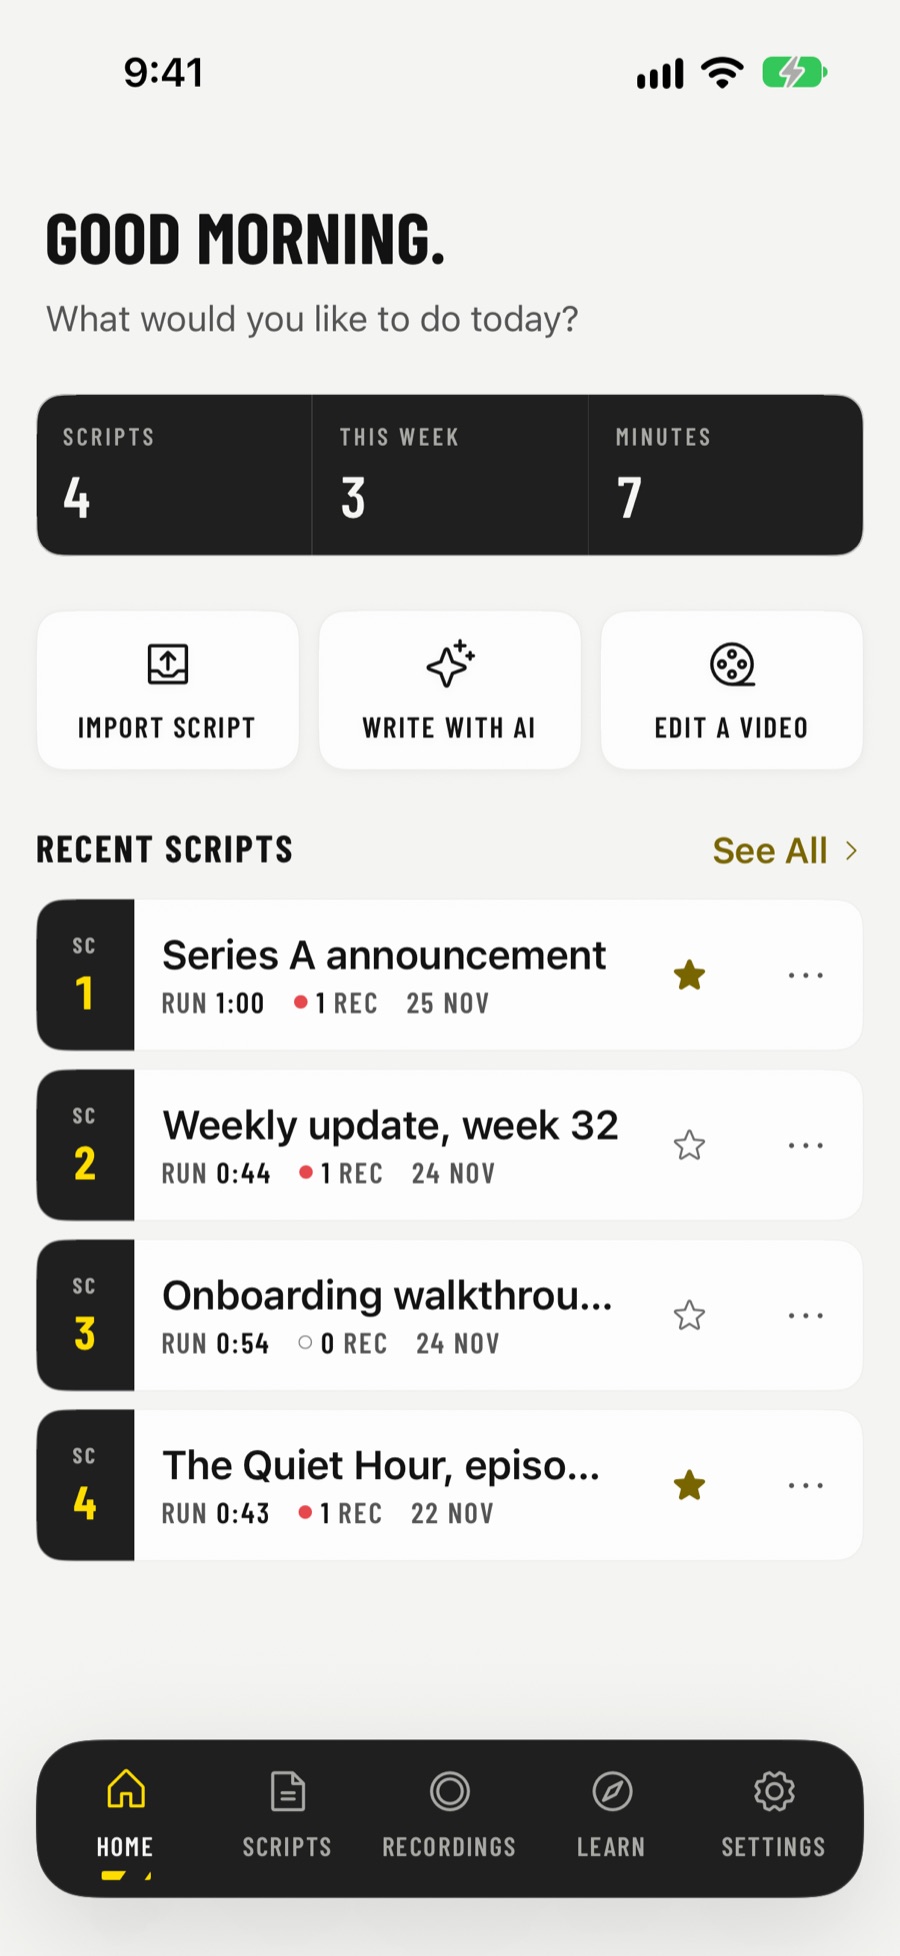 9:41
GOOD MORNING.
What would you like to do today?
SCRIPTS THIS WEEK MINUTES
4 3 7
IMPORT SCRIPT WRITE WITH AI EDIT A VIDEO
RECENT SCRIPTS See All
SC 1
Series A announcement
RUN 1:00 1 REC 25 NOV
SC 2
Weekly update, week 32
RUN 0:44 1 REC 24 NOV
SC 3
Onboarding walkthrou...
RUN 0:54 0 REC 24 NOV
SC 4
The Quiet Hour, episo...
RUN 0:43 1 REC 22 NOV
HOME SCRIPTS RECORDINGS LEARN SETTINGS